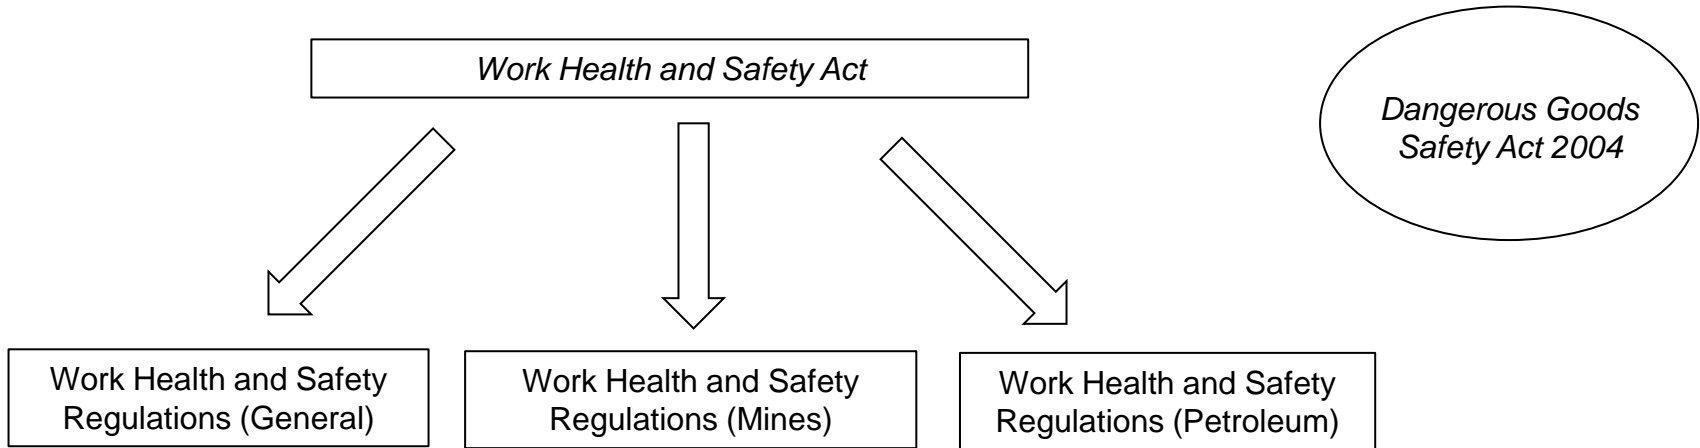 Work Health and Safety Act
Dangerous Goods
Safety Act 2004
Work Health and Safety
Regulations (General)
Work Health and Safety
Regulations (Mines)
Work Health and Safety
Regulations (Petroleum)